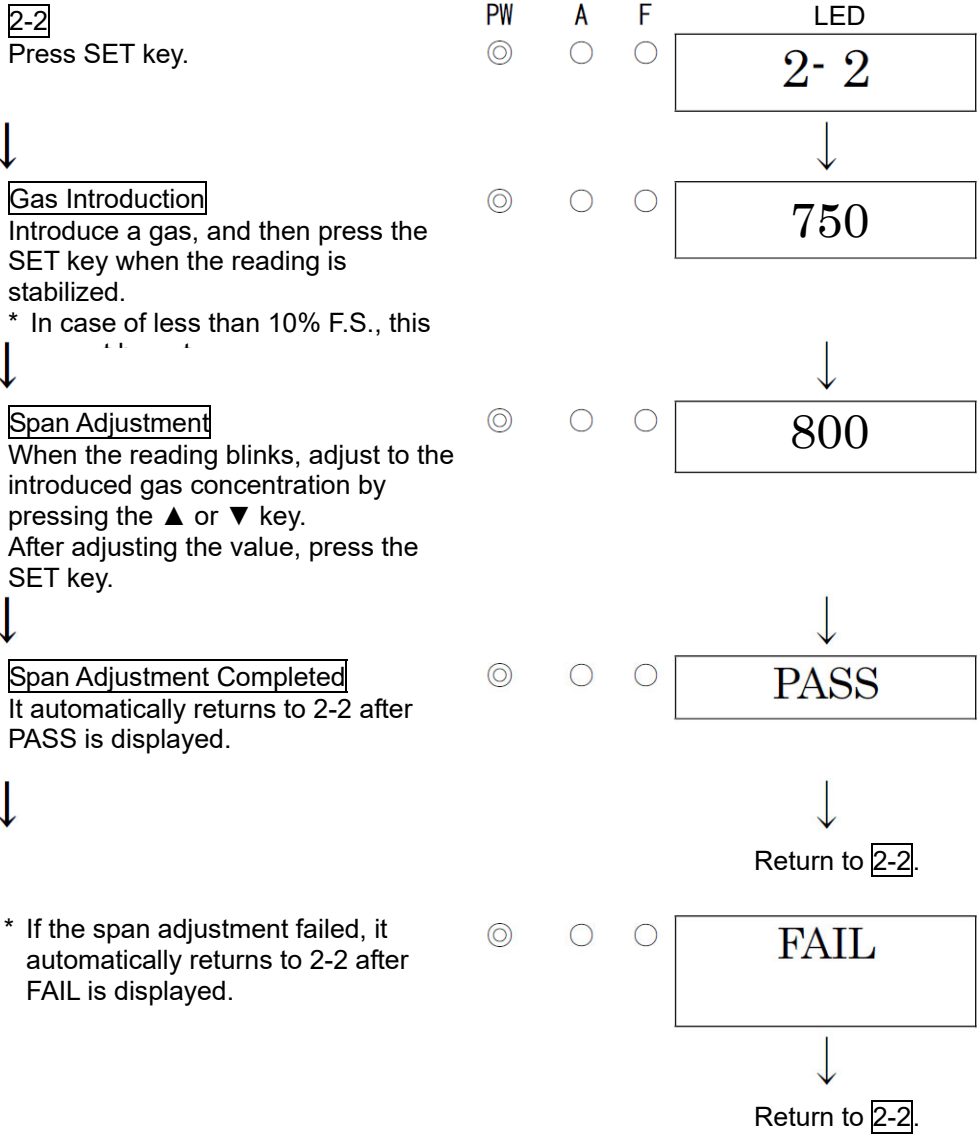 2-2 PW A F LED
Press SET key. ◎ ○ ○ 2- 2
↓ ↓
Gas Introduction ◎ ○ ○ 750
Introduce a gas, and then press the
SET key when the reading is
stabilized.
* In case of less than 10% F.S., this
↓ ↓
Span Adjustment ◎ ○ ○ 800
When the reading blinks, adjust to the
introduced gas concentration by
pressing the ▲ or ▼ key.
After adjusting the value, press the
SET key.
↓ ↓
Span Adjustment Completed ◎ ○ ○ PASS
It automatically returns to 2-2 after
PASS is displayed.
↓ ↓
Return to 2-2.
* If the span adjustment failed, it ◎ ○ ○ FAIL
automatically returns to 2-2 after
FAIL is displayed.
↓
Return to 2-2.